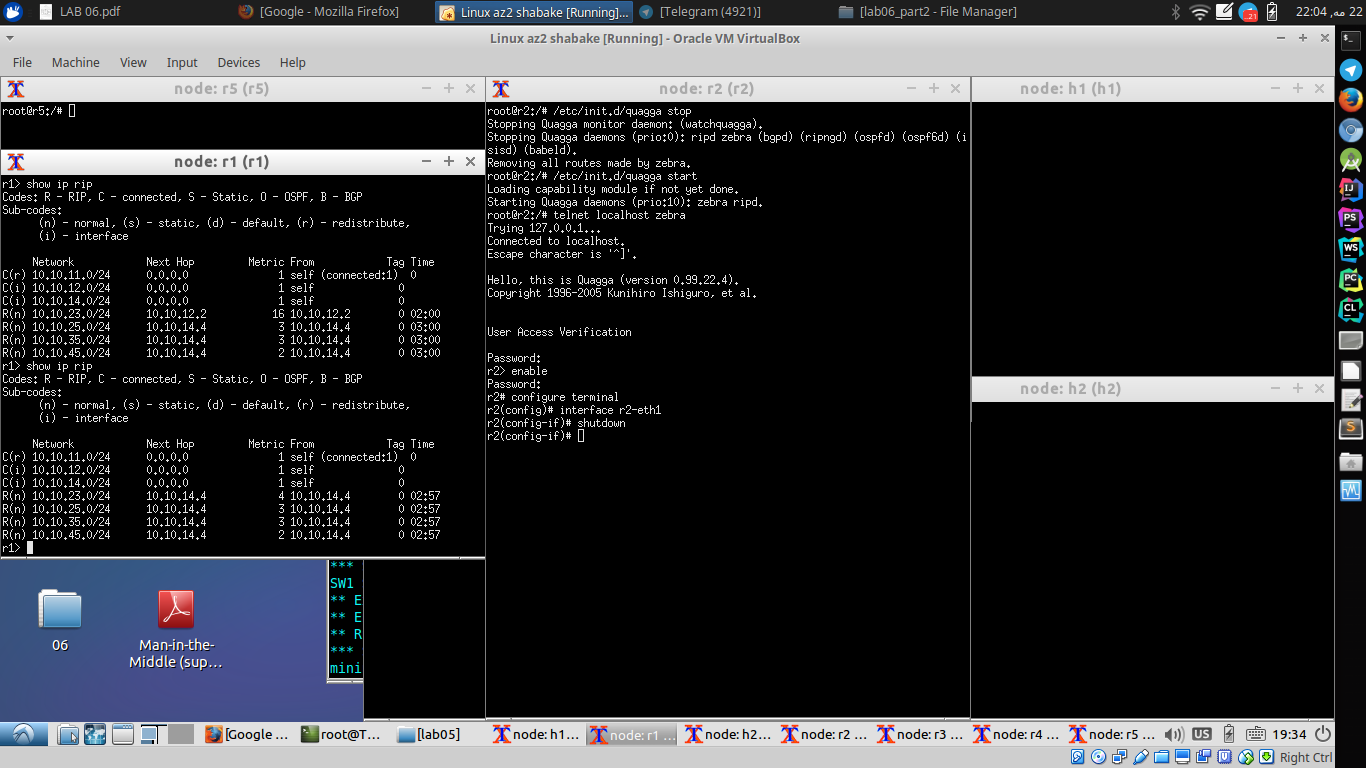 LAB 06.pdf
[Google - Mozilla Firefox]
Linux az2 shabake [Running]...
[Telegram (4921)]
[lab06_part2 - File Manager]
22 مه, 22:04
Linux az2 shabake [Running] - Oracle VM VirtualBox
File Machine View Input Devices Help
node: r5 (r5)
root@r5:/#
node: r1 (r1)
r1> show ip rip
Codes: R - RIP, C - connected, S - Static, O - OSPF, B - BGP
Sub-codes:
(n) - normal, (s) - static, (d) - default, (r) - redistribute,
(i) - interface
Network Next Hop Metric From Tag Time
C(r) 10.10.11.0/24 0.0.0.0 1 self (connected:1) 0
C(i) 10.10.12.0/24 0.0.0.0 1 self 0
C(i) 10.10.14.0/24 0.0.0.0 1 self 0
R(n) 10.10.23.0/24 10.10.12.2 16 10.10.12.2 0 02:00
R(n) 10.10.25.0/24 10.10.14.4 3 10.10.14.4 0 03:00
R(n) 10.10.35.0/24 10.10.14.4 3 10.10.14.4 0 03:00
R(n) 10.10.45.0/24 10.10.14.4 2 10.10.14.4 0 03:00
r1> show ip rip
Codes: R - RIP, C - connected, S - Static, O - OSPF, B - BGP
Sub-codes:
(n) - normal, (s) - static, (d) - default, (r) - redistribute,
(i) - interface
Network Next Hop Metric From Tag Time
C(r) 10.10.11.0/24 0.0.0.0 1 self (connected:1) 0
C(i) 10.10.12.0/24 0.0.0.0 1 self 0
C(i) 10.10.14.0/24 0.0.0.0 1 self 0
R(n) 10.10.23.0/24 10.10.14.4 4 10.10.14.4 0 02:57
R(n) 10.10.25.0/24 10.10.14.4 3 10.10.14.4 0 02:57
R(n) 10.10.35.0/24 10.10.14.4 3 10.10.14.4 0 02:57
R(n) 10.10.45.0/24 10.10.14.4 2 10.10.14.4 0 02:57
r1>
node: r2 (r2)
root@r2:/# /etc/init.d/quagga stop
Stopping Quagga monitor daemon: (watchquagga).
Stopping Quagga daemons (prio:0): ripd zebra (bgpd) (ripngd) (ospfd) (ospf6d) (i
sisd) (babeld).
Removing all routes made by zebra.
root@r2:/# /etc/init.d/quagga start
Loading capability module if not yet done.
Starting Quagga daemons (prio:10): zebra ripd.
root@r2:/# telnet localhost zebra
Trying 127.0.0.1...
Connected to localhost.
Escape character is '^]'.
Hello, this is Quagga (version 0.99.22.4).
Copyright 1996-2005 Kunihiro Ishiguro, et al.
User Access Verification
Password:
r2> enable
Password:
r2# configure terminal
r2(config)# interface r2-eth1
r2(config-if)# shutdown
r2(config-if)#
node: h1 (h1)
node: h2 (h2)
***
SW1
** E
** E
** R
***
mini
06
Man-in-the-
Middle (sup...
[Google ...
root@T...
[lab05]
node: h1...
node: r1 ...
node: h2...
node: r2 ...
node: r3 ...
node: r4 ...
node: r5 ...
US
19:34
Right Ctrl
IJ
PS
WS
PC
CL